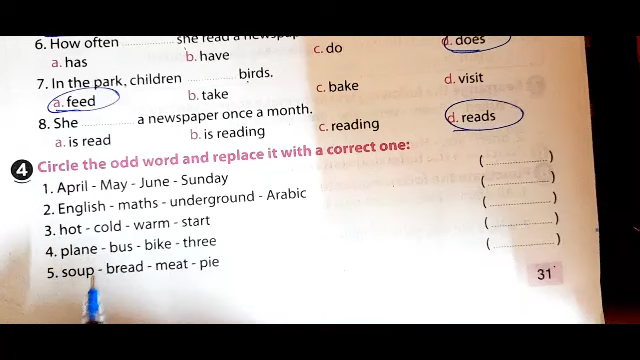 6. How often .................. she read a newspap
a. has b. have c. do d. does
7. In the park, children .................. birds.
a. feed b. take c. bake d. visit
8. She .................. a newspaper once a month.
a. is read b. is reading c. reading d. reads
4 Circle the odd word and replace it with a correct one:
1. April - May - June - Sunday (..................)
2. English - maths - underground - Arabic (..................)
3. hot - cold - warm - start (..................)
4. plane - bus - bike - three (..................)
5. soup - bread - meat - pie (..................)
31